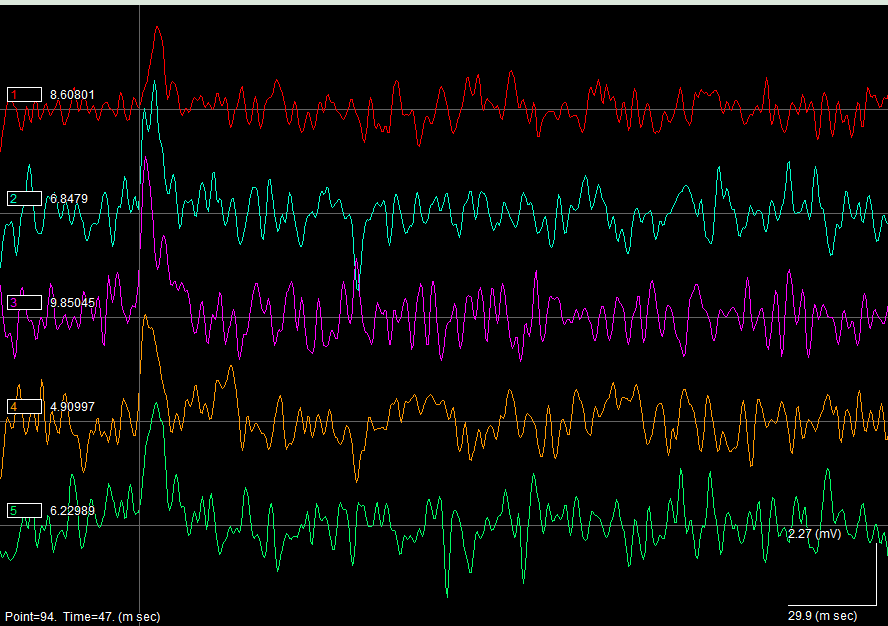 1 8.60801
2 6.8479
3 9.85045
4 4.90997
5 6.22989
2.27 (mV)
Point=94. Time=47. (m sec)
29.9 (m sec)